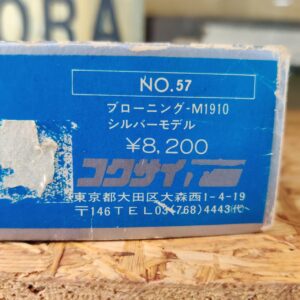 ORA
NO.57
ブローニング-M1910
シルバーモデル
¥8,200
コクサイ
東京都大田区大森西1-4-19
〒146 TEL 03(768)4443代